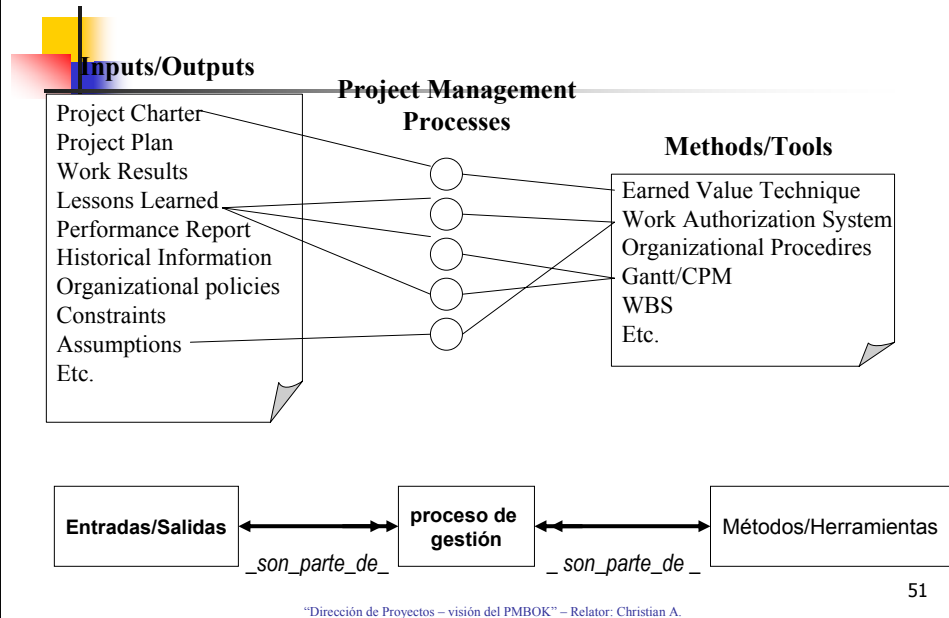 Inputs/Outputs
Project Management
Processes
Methods/Tools
Project Charter
Project Plan
Work Results
Lessons Learned
Performance Report
Historical Information
Organizational policies
Constraints
Assumptions
Etc.
Earned Value Technique
Work Authorization System
Organizational Procedires
Gantt/CPM
WBS
Etc.
Entradas/Salidas
_son_parte_de_
proceso de
gestión
_ son_parte_de _
Métodos/Herramientas
51
“Dirección de Proyectos – visión del PMBOK” – Relator: Christian A.